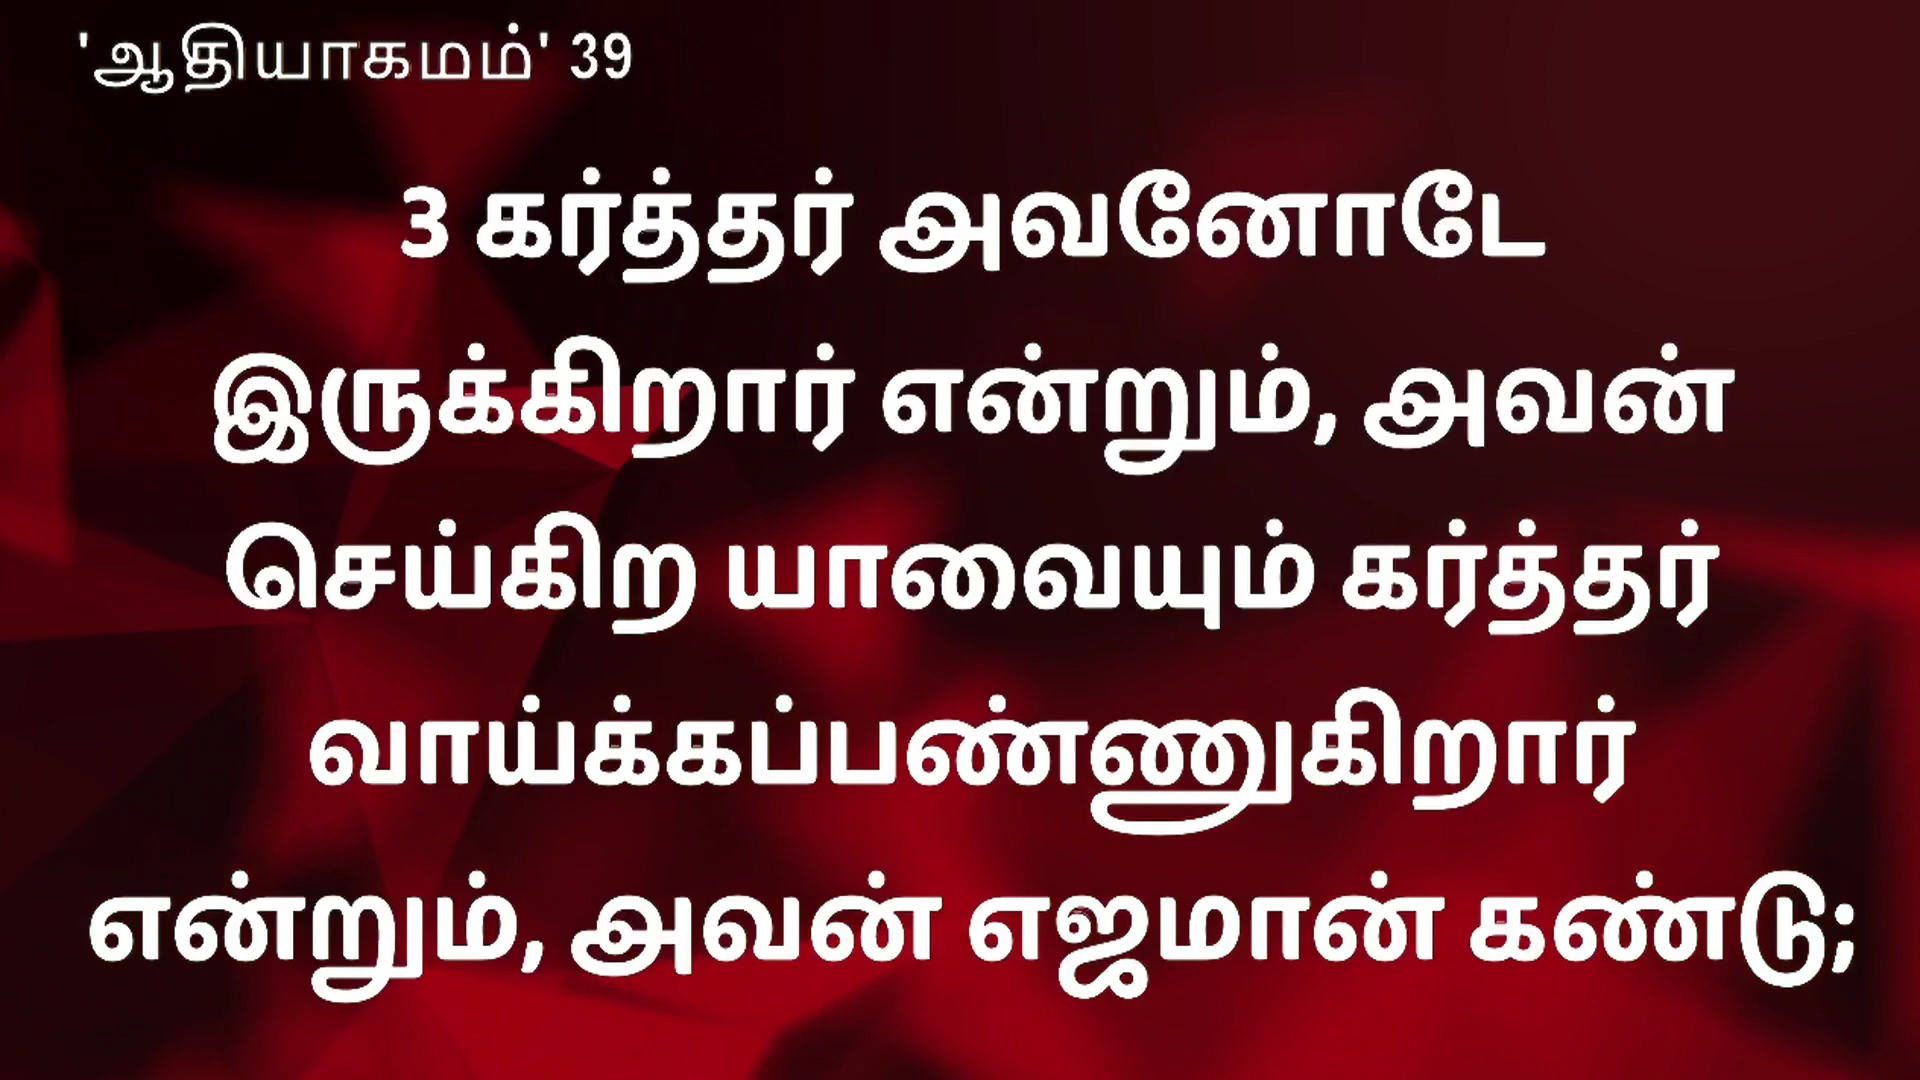 'ஆதியாகமம்' 39
3 கர்த்தர் அவனோடே
இருக்கிறார் என்றும், அவன்
செய்கிற யாவையும் கர்த்தர்
வாய்க்கப்பண்ணுகிறார்
என்றும், அவன் எஜமான் கண்டு;